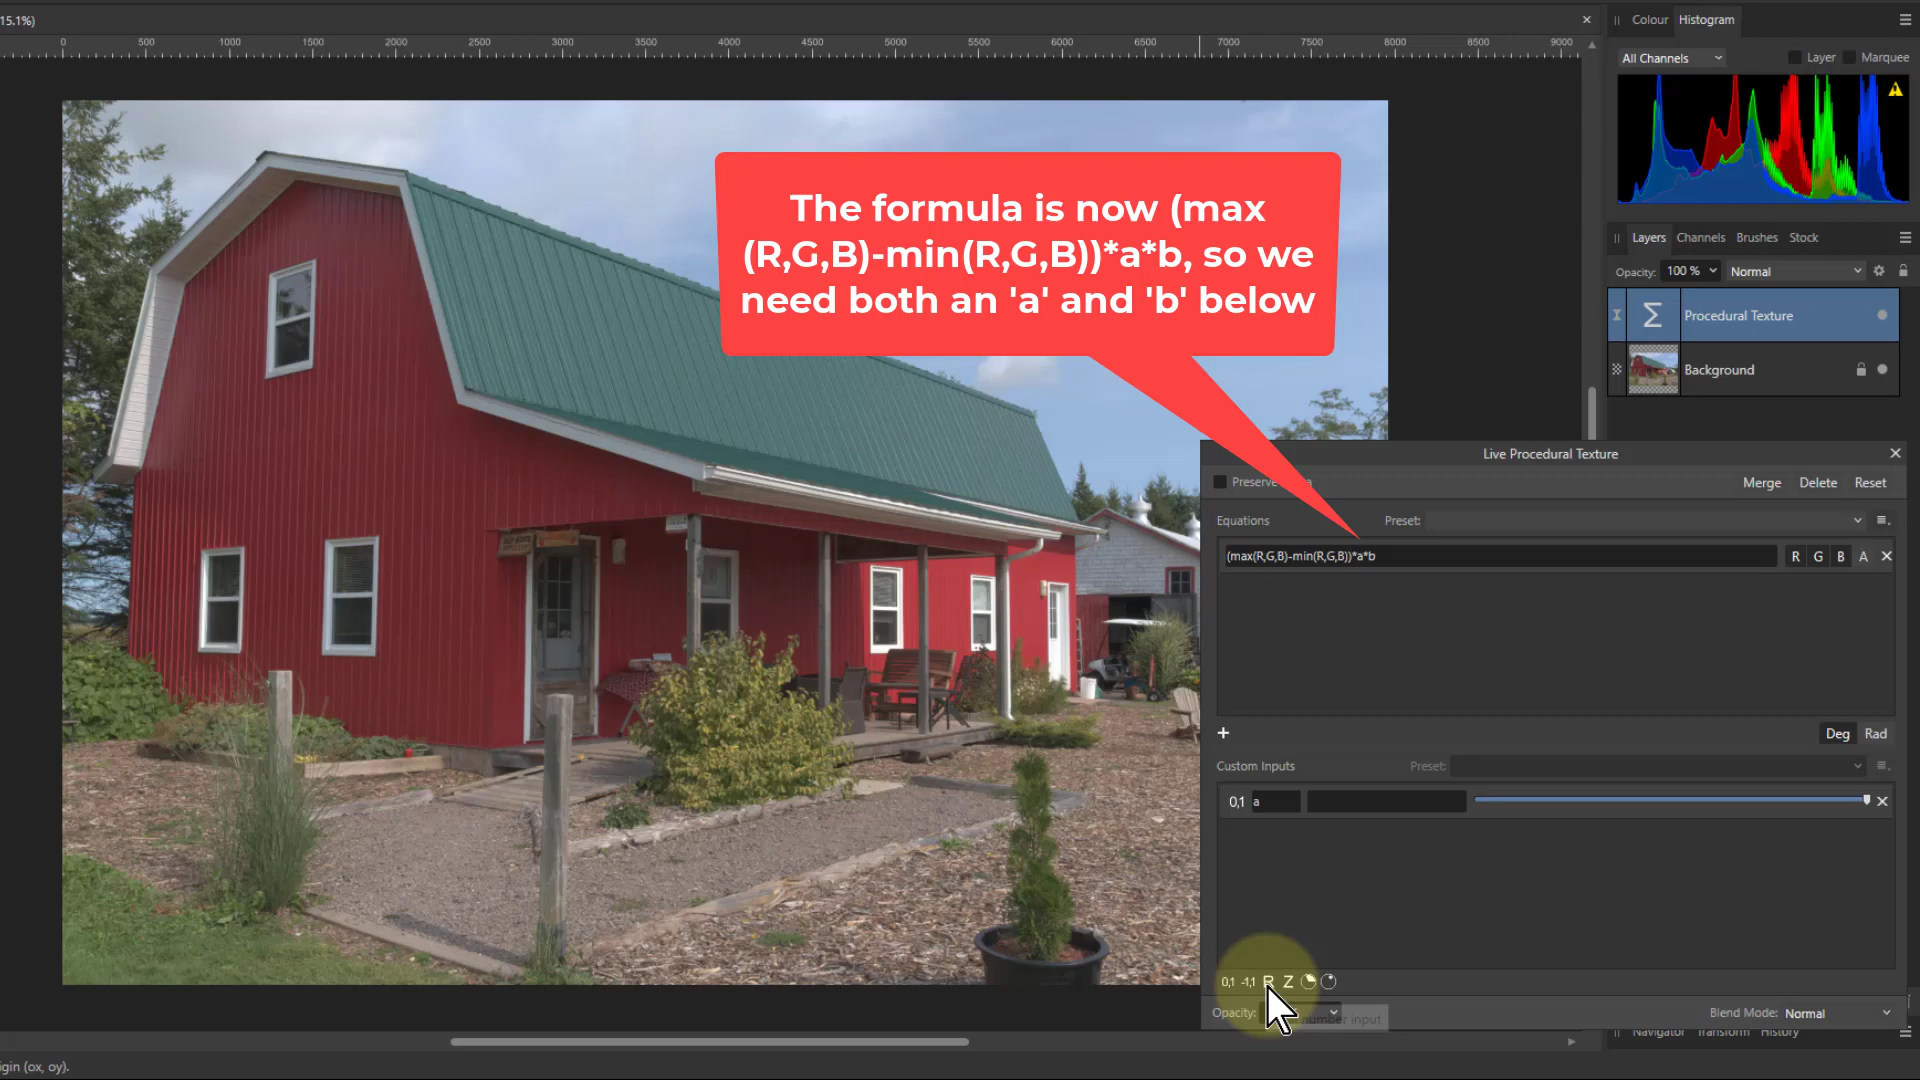 15.1%)
0 500 1000 1500 2000 2500 3000 3500 4000 4500 5000 5500 6000 6500 7000 7500 8000 8500 9000
Colour Histogram
All Channels Layer Marquee
The formula is now (max
(R,G,B)-min(R,G,B))*a*b, so we
need both an 'a' and 'b' below
Layers Channels Brushes Stock
Opacity: 100 % Normal
Procedural Texture
Background
Live Procedural Texture
Preserve
Merge Delete Reset
Equations Preset:
(max(R,G,B)-min(R,G,B))*a*b R G B A
+ Deg Rad
Custom Inputs Preset:
0,1 a
0,1 -1,1 R Z
Opacity: number input Blend Mode: Normal
Navigator Transform History
igin (ox, oy).